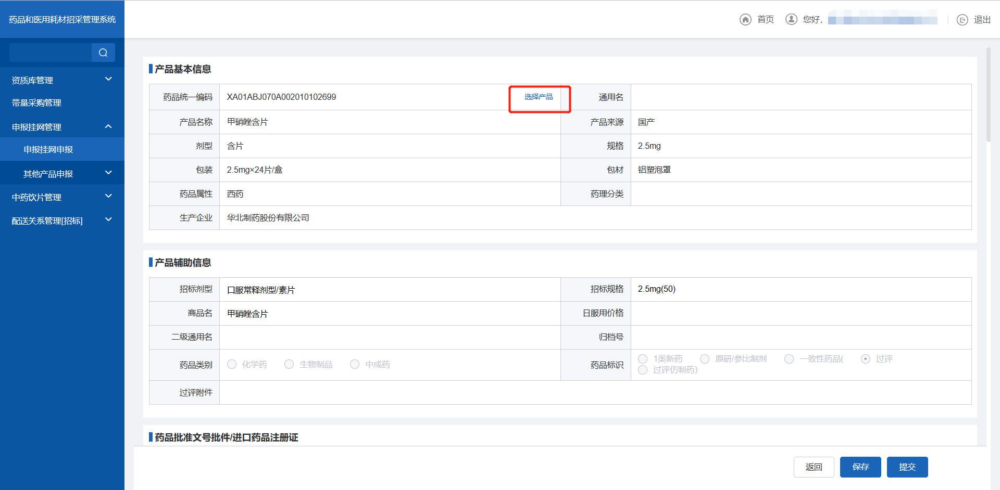 药品和医用耗材招采管理系统
首页 您好, 退出
资质库管理
带量采购管理
申报挂网管理
申报挂网申报
其他产品申报
中药饮片管理
配送关系管理[招标]
产品基本信息
药品统一编码 XA01ABJ070A002010102699 选择产品 通用名
产品名称 甲硝唑含片 产品来源 国产
剂型 含片 规格 2.5mg
包装 2.5mg×24片/盒 包材 铝塑泡罩
药品属性 西药 药理分类
生产企业 华北制药股份有限公司
产品辅助信息
招标剂型 口服常释剂型/素片 招标规格 2.5mg(50)
商品名 甲硝唑含片 日服用价格
二级通用名 归档号
药品类别 化学药 生物制品 中成药 药品标识 1类新药 原研/参比制剂 一致性药品( 过评
过评仿制药)
过评附件
药品批准文号批件/进口药品注册证
返回 保存 提交